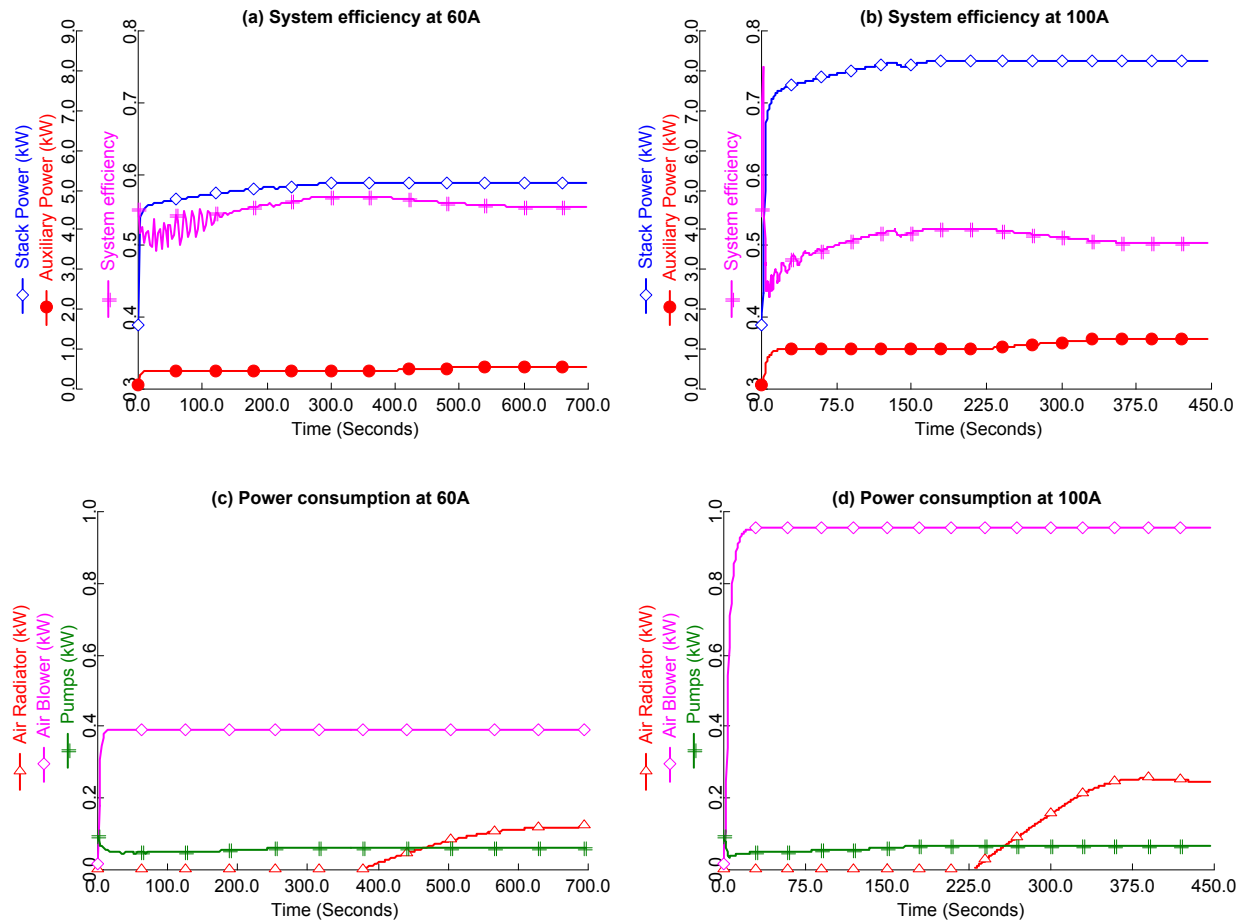 (a) System efficiency at 60A
Stack Power (kW)
Auxiliary Power (kW)
System efficiency
9.0
8.0
7.0
6.0
5.0
4.0
3.0
2.0
1.0
0.0
0.8
0.7
0.6
0.5
0.4
0.3
0.0 100.0 200.0 300.0 400.0 500.0 600.0 700.0
Time (Seconds)
(b) System efficiency at 100A
Stack Power (kW)
Auxiliary Power (kW)
System efficiency
9.0
8.0
7.0
6.0
5.0
4.0
3.0
2.0
1.0
0.0
0.8
0.7
0.6
0.5
0.4
0.3
0.0 75.0 150.0 225.0 300.0 375.0 450.0
Time (Seconds)
(c) Power consumption at 60A
Air Radiator (kW)
Air Blower (kW)
Pumps (kW)
1.0
0.8
0.6
0.4
0.2
0
0.0 100.0 200.0 300.0 400.0 500.0 600.0 700.0
Time (Seconds)
(d) Power consumption at 100A
Air Radiator (kW)
Air Blower (kW)
Pumps (kW)
1.0
0.8
0.6
0.4
0.2
0
0.0 75.0 150.0 225.0 300.0 375.0 450.0
Time (Seconds)